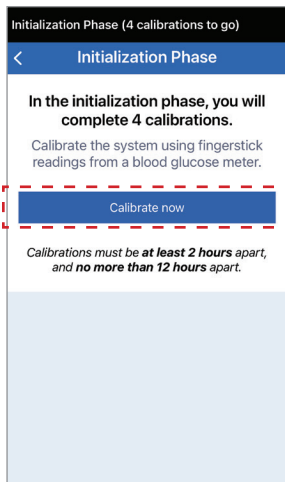 Initialization Phase (4 calibrations to go)
Initialization Phase
In the initialization phase, you will
complete 4 calibrations.
Calibrate the system using fingerstick
readings from a blood glucose meter.
Calibrate now
Calibrations must be at least 2 hours apart,
and no more than 12 hours apart.